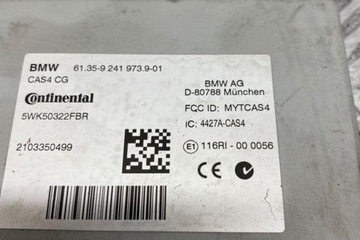 BMW 61.35-9 241 973.9-01
CAS4 CG
Continental
5WK50322FBR
2103350499
BMW AG
D-80788 München
FCC ID: MYTCAS4
IC: 4427A-CAS4
E1 116RI - 00 0056
CE